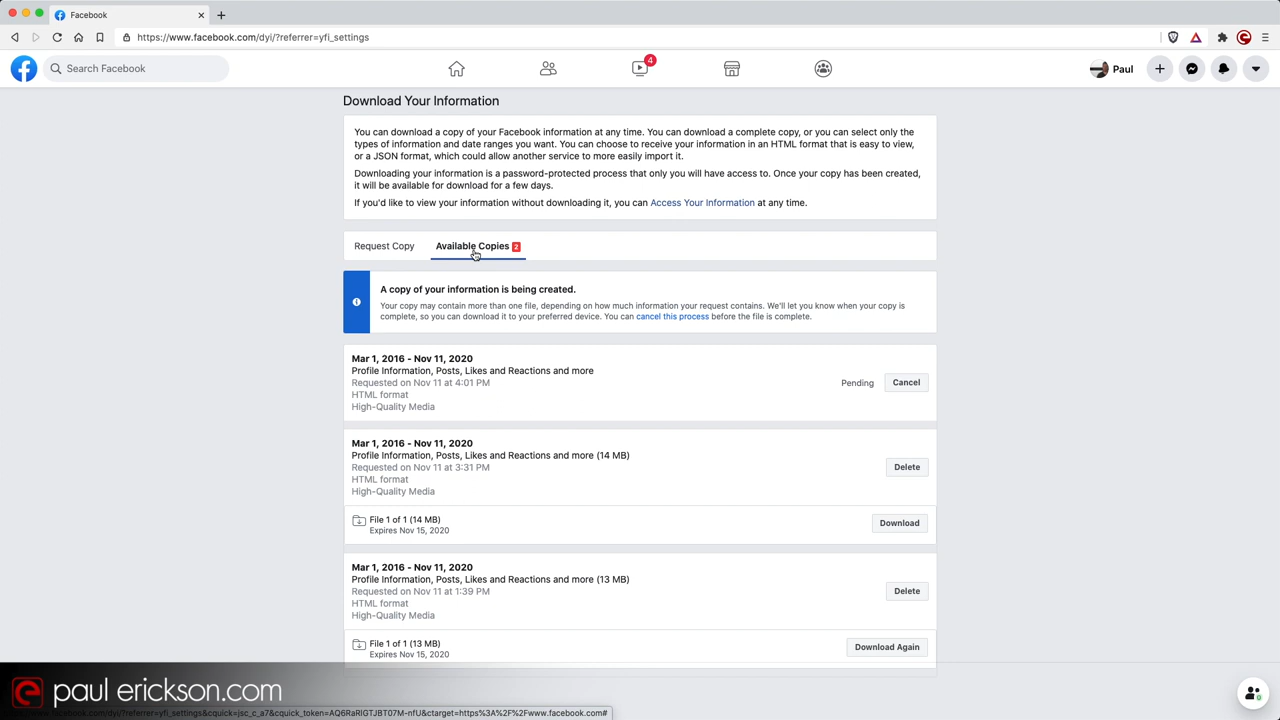 Facebook
https://www.facebook.com/dyi/?referrer=yfi_settings
Search Facebook
4
Paul
Download Your Information
You can download a copy of your Facebook information at any time. You can download a complete copy, or you can select only the
types of information and date ranges you want. You can choose to receive your information in an HTML format that is easy to view,
or a JSON format, which could allow another service to more easily import it.
Downloading your information is a password-protected process that only you will have access to. Once your copy has been created,
it will be available for download for a few days.
If you'd like to view your information without downloading it, you can Access Your Information at any time.
Request Copy Available Copies 2
A copy of your information is being created.
Your copy may contain more than one file, depending on how much information your request contains. We'll let you know when your copy is
complete, so you can download it to your preferred device. You can cancel this process before the file is complete.
Mar 1, 2016 - Nov 11, 2020
Profile Information, Posts, Likes and Reactions and more
Requested on Nov 11 at 4:01 PM
Pending Cancel
HTML format
High-Quality Media
Mar 1, 2016 - Nov 11, 2020
Profile Information, Posts, Likes and Reactions and more (14 MB)
Requested on Nov 11 at 3:31 PM
Delete
HTML format
High-Quality Media
File 1 of 1 (14 MB)
Expires Nov 15, 2020
Download
Mar 1, 2016 - Nov 11, 2020
Profile Information, Posts, Likes and Reactions and more (13 MB)
Requested on Nov 11 at 1:39 PM
Delete
HTML format
High-Quality Media
File 1 of 1 (13 MB)
Expires Nov 15, 2020
Download Again
paul erickson.com